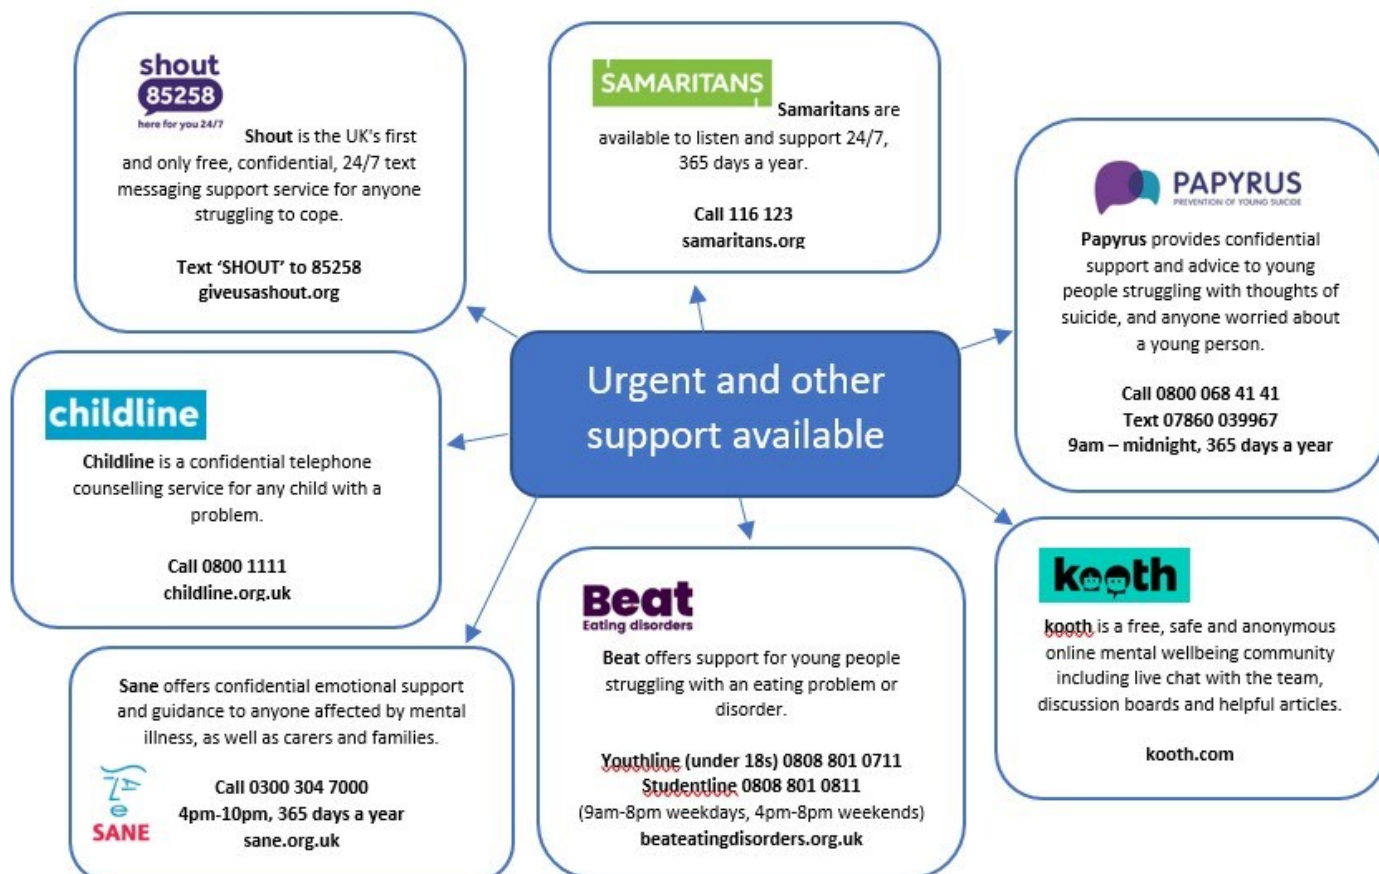 shout
85258
here for you 24/7
Shout is the UK's first
and only free, confidential, 24/7 text
messaging support service for anyone
struggling to cope.
Text ‘SHOUT’ to 85258
giveusashout.org
SAMARITANS
Samaritans are
available to listen and support 24/7,
365 days a year.
Call 116 123
samaritans.org
PAPYRUS
PREVENTION OF YOUNG SUICIDE
Papyrus provides confidential
support and advice to young
people struggling with thoughts of
suicide, and anyone worried about
a young person.
Call 0800 068 41 41
Text 07860 039967
9am – midnight, 365 days a year
Urgent and other
support available
childline
Childline is a confidential telephone
counselling service for any child with a
problem.
Call 0800 1111
childline.org.uk
kooth
kooth is a free, safe and anonymous
online mental wellbeing community
including live chat with the team,
discussion boards and helpful articles.
kooth.com
Beat
Eating disorders
Beat offers support for young people
struggling with an eating problem or
disorder.
Youthline (under 18s) 0808 801 0711
Studentline 0808 801 0811
(9am-8pm weekdays, 4pm-8pm weekends)
beateatingdisorders.org.uk
Sane offers confidential emotional support
and guidance to anyone affected by mental
illness, as well as carers and families.
Call 0300 304 7000
4pm-10pm, 365 days a year
sane.org.uk
SANE